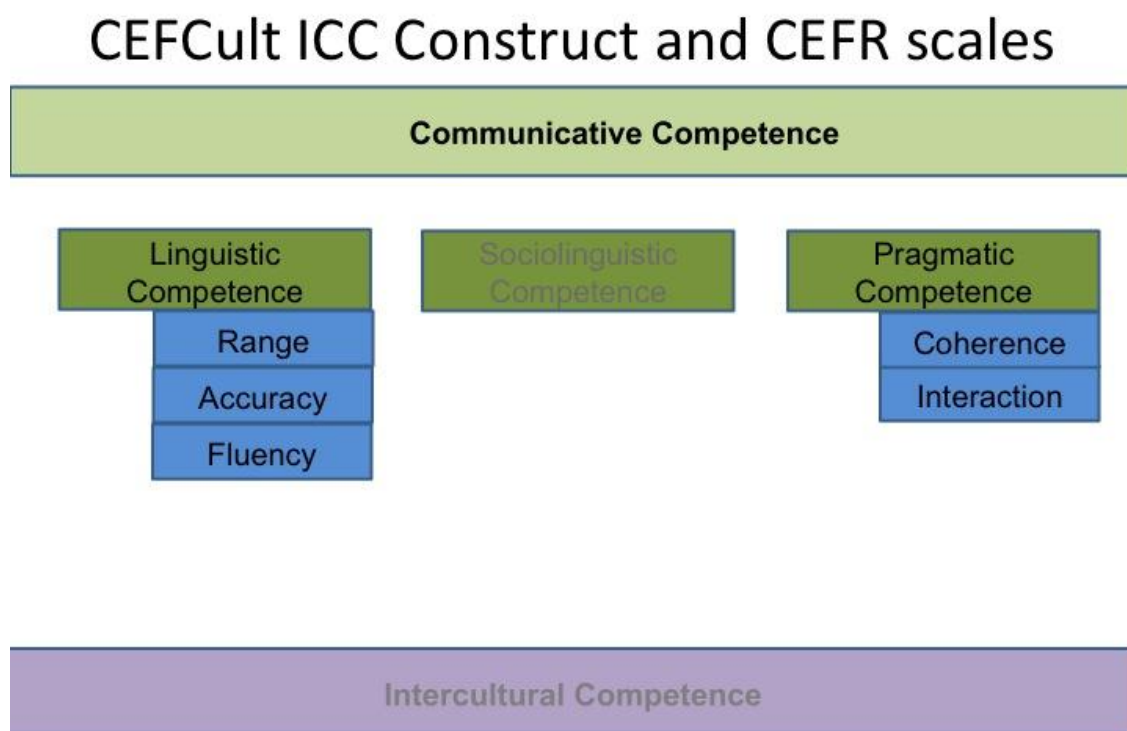 CEFCult ICC Construct and CEFR scales
Communicative Competence
Linguistic
Competence
Range
Accuracy
Fluency
Sociolinguistic
Competence
Pragmatic
Competence
Coherence
Interaction
Intercultural Competence